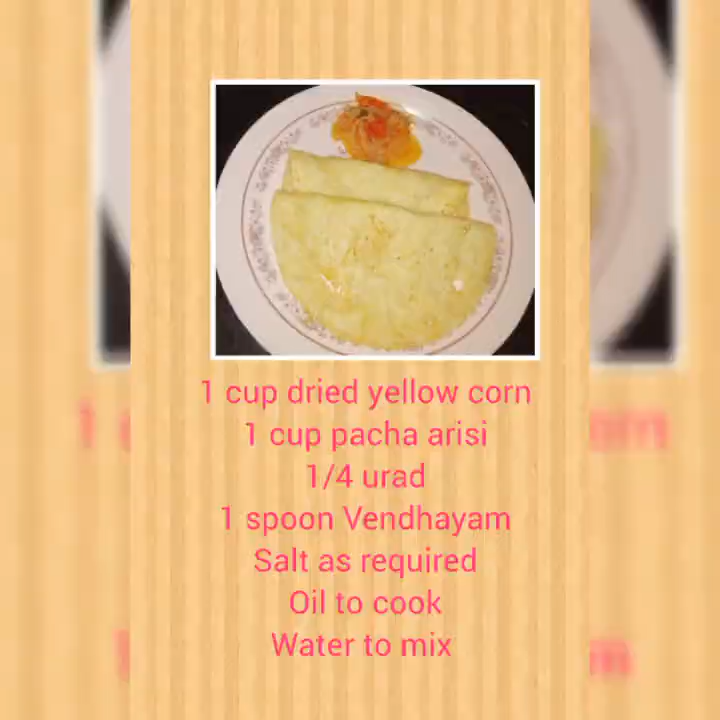 1 cup dried yellow corn
1 cup pacha arisi
1/4 urad
1 spoon Vendhayam
Salt as required
Oil to cook
Water to mix